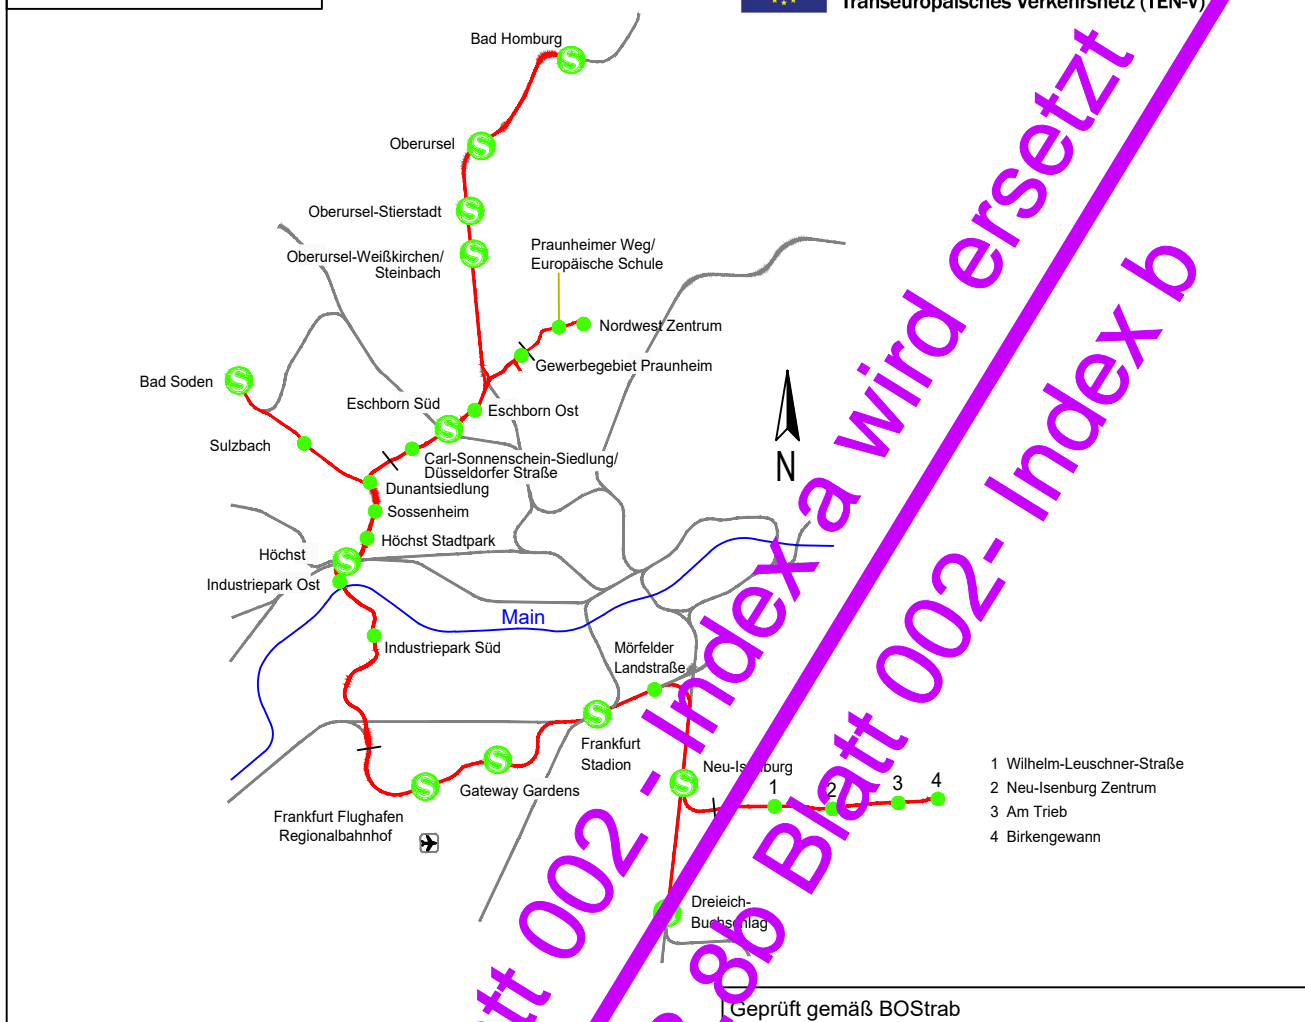 Transeuropäisches Verkehrsnetz (TEN-V)
Bad Homburg
Oberursel
Oberursel-Stierstadt
Oberursel-Weißkirchen/
Steinbach
Praunheimer Weg/
Europäische Schule
Nordwest Zentrum
Gewerbegebiet Praunheim
Bad Soden
Eschborn Süd
Eschborn Ost
Sulzbach
Carl-Sonnenschein-Siedlung/
Düsseldorfer Straße
Dunantsiedlung
Sossenheim
Höchst Stadtpark
Höchst
Industriepark Ost
Main
Industriepark Süd
Mörfelder
Landstraße
Frankfurt
Stadion
Gateway Gardens
Frankfurt Flughafen
Regionalbahnhof
Neu-Isenburg
1
2
3
4
1 Wilhelm-Leuschner-Straße
2 Neu-Isenburg Zentrum
3 Am Trieb
4 Birkengewann
Dreieich-
Buchschlag
N
Blatt 002 - Index a wird ersetzt
8b Blatt 002- Index b
Geprüft gemäß BOStrab